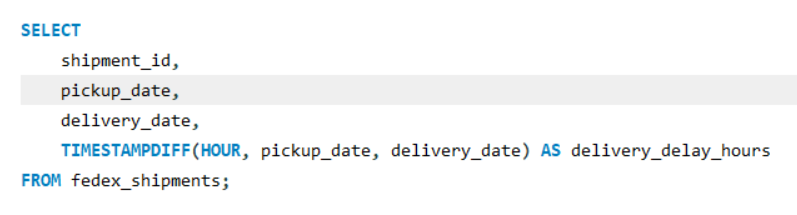 SELECT
    shipment_id,
    pickup_date,
    delivery_date,
    TIMESTAMPDIFF(HOUR, pickup_date, delivery_date) AS delivery_delay_hours
FROM fedex_shipments;